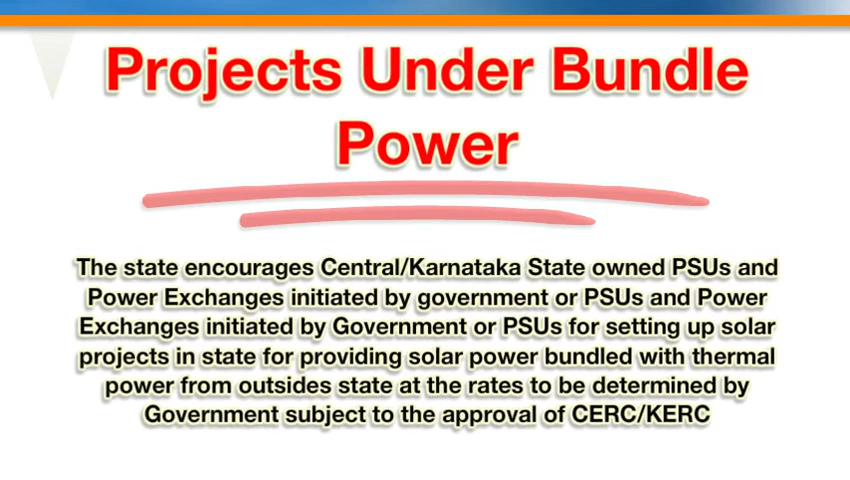 Projects Under Bundle
Power
The state encourages Central/Karnataka State owned PSUs and
Power Exchanges initiated by government or PSUs and Power
Exchanges initiated by Government or PSUs for setting up solar
projects in state for providing solar power bundled with thermal
power from outsides state at the rates to be determined by
Government subject to the approval of CERC/KERC